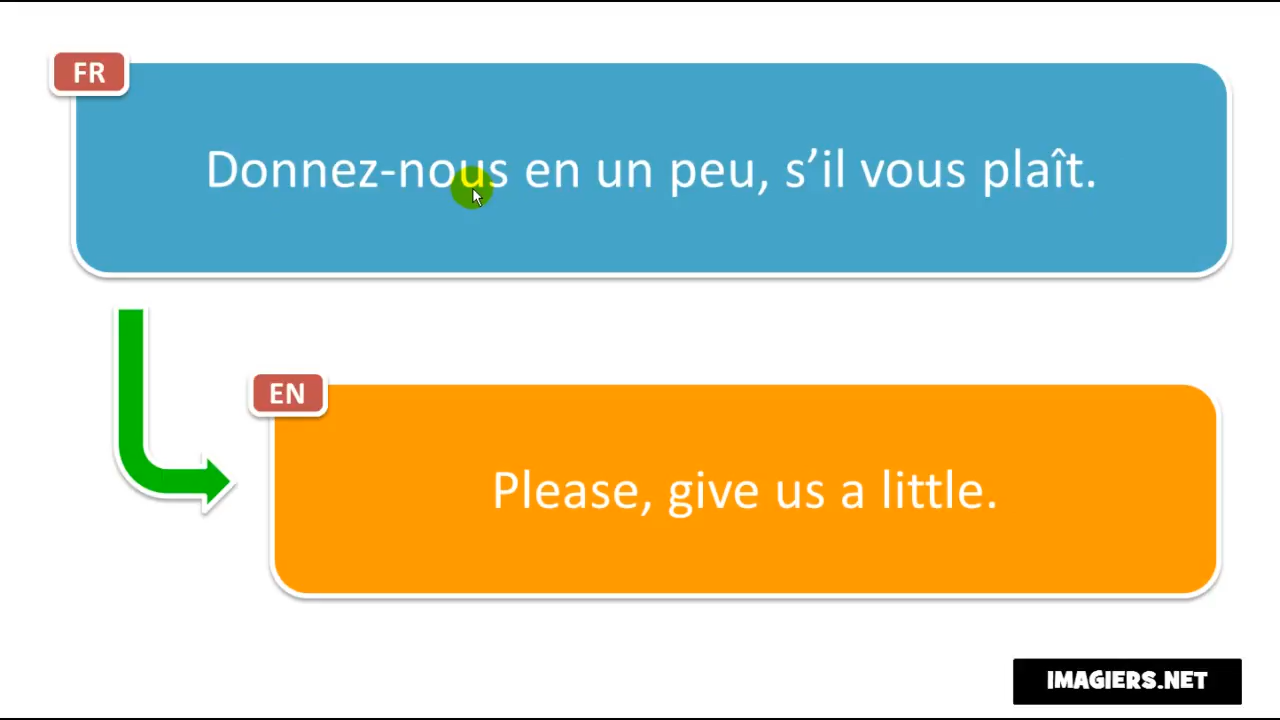 FR
Donnez-nous en un peu, s’il vous plaît.
EN
Please, give us a little.
IMAGIERS.NET